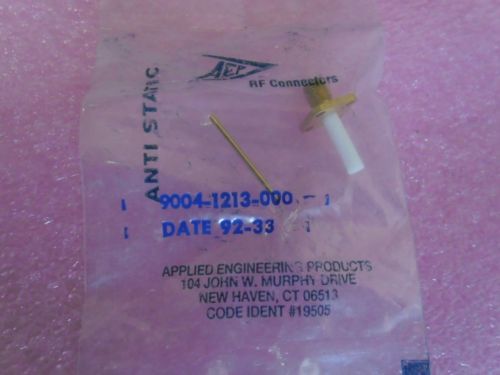 ANTI STATIC
AEP
RF Connectors
9004-1213-000
DATE 92-33
APPLIED ENGINEERING PRODUCTS
104 JOHN W. MURPHY DRIVE
NEW HAVEN, CT 06513
CODE IDENT #19505